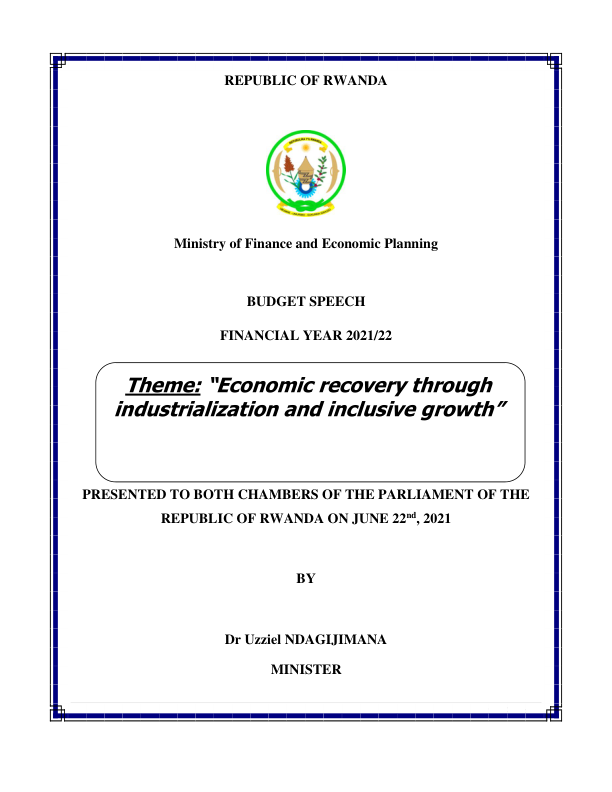 REPUBLIC OF RWANDA
Ministry of Finance and Economic Planning
BUDGET SPEECH
FINANCIAL YEAR 2021/22
Theme: “Economic recovery through
industrialization and inclusive growth”
PRESENTED TO BOTH CHAMBERS OF THE PARLIAMENT OF THE
REPUBLIC OF RWANDA ON JUNE 22nd, 2021
BY
Dr Uzziel NDAGIJIMANA
MINISTER